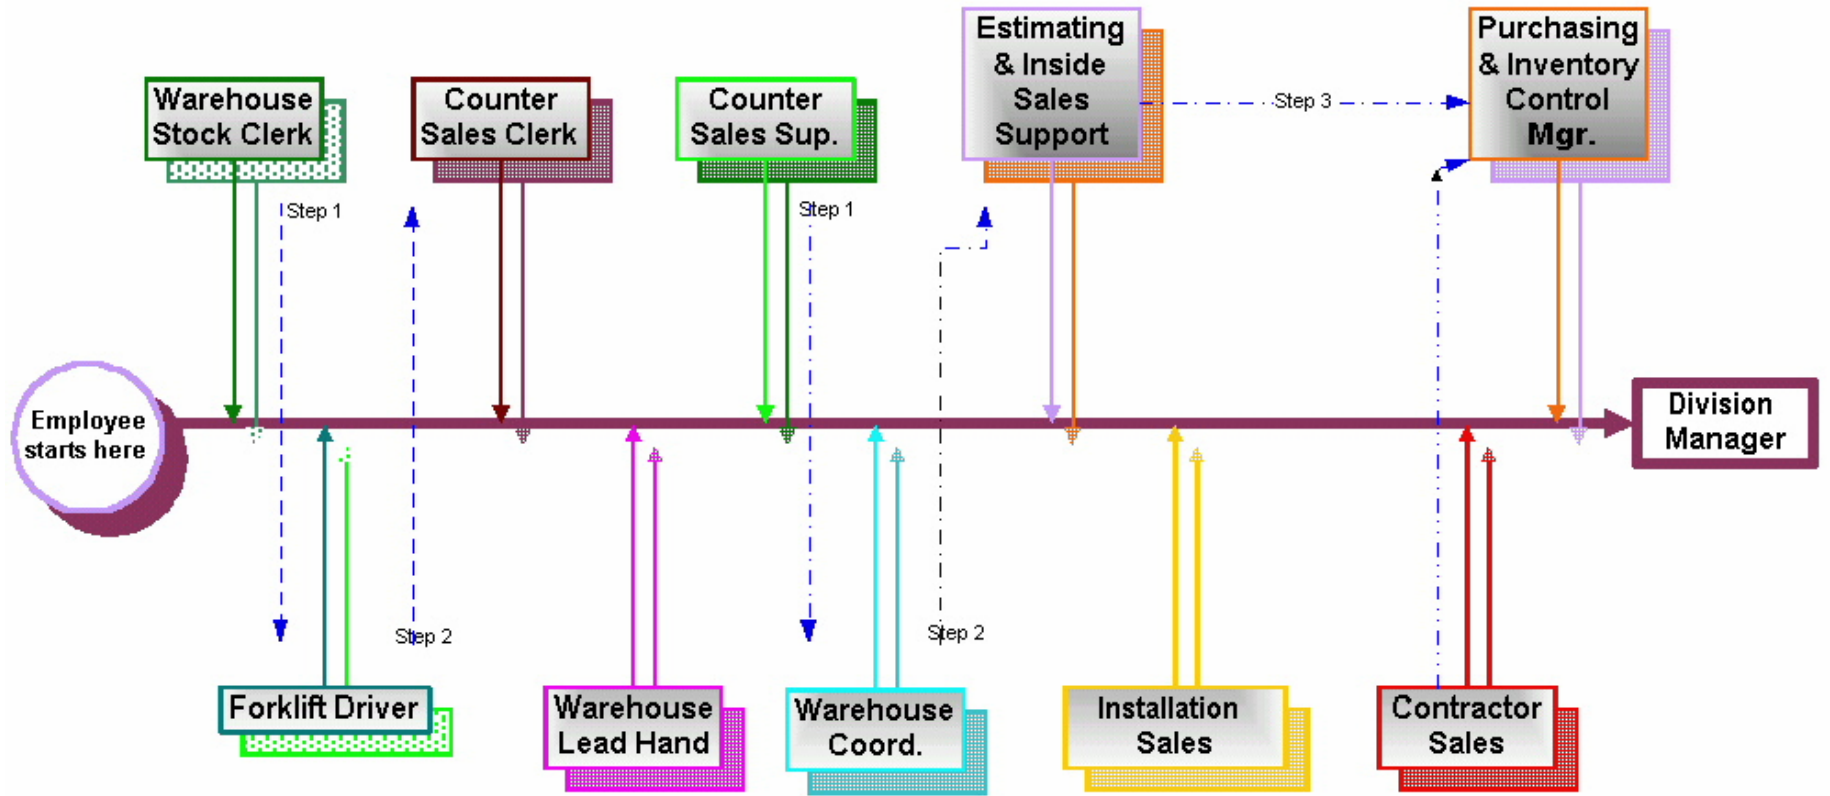 Estimating
& Inside
Sales
Support
Purchasing
& Inventory
Control
Mgr.
Warehouse
Stock Clerk
Counter
Sales Clerk
Counter
Sales Sup.
Step 3
Step 1
Step 1
Employee
starts here
Division
Manager
Step 2
Step 2
Forklift Driver
Warehouse
Lead Hand
Warehouse
Coord.
Installation
Sales
Contractor
Sales